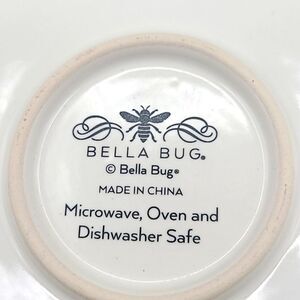 BELLA BUG®
© Bella Bug®
MADE IN CHINA
Microwave, Oven and
Dishwasher Safe